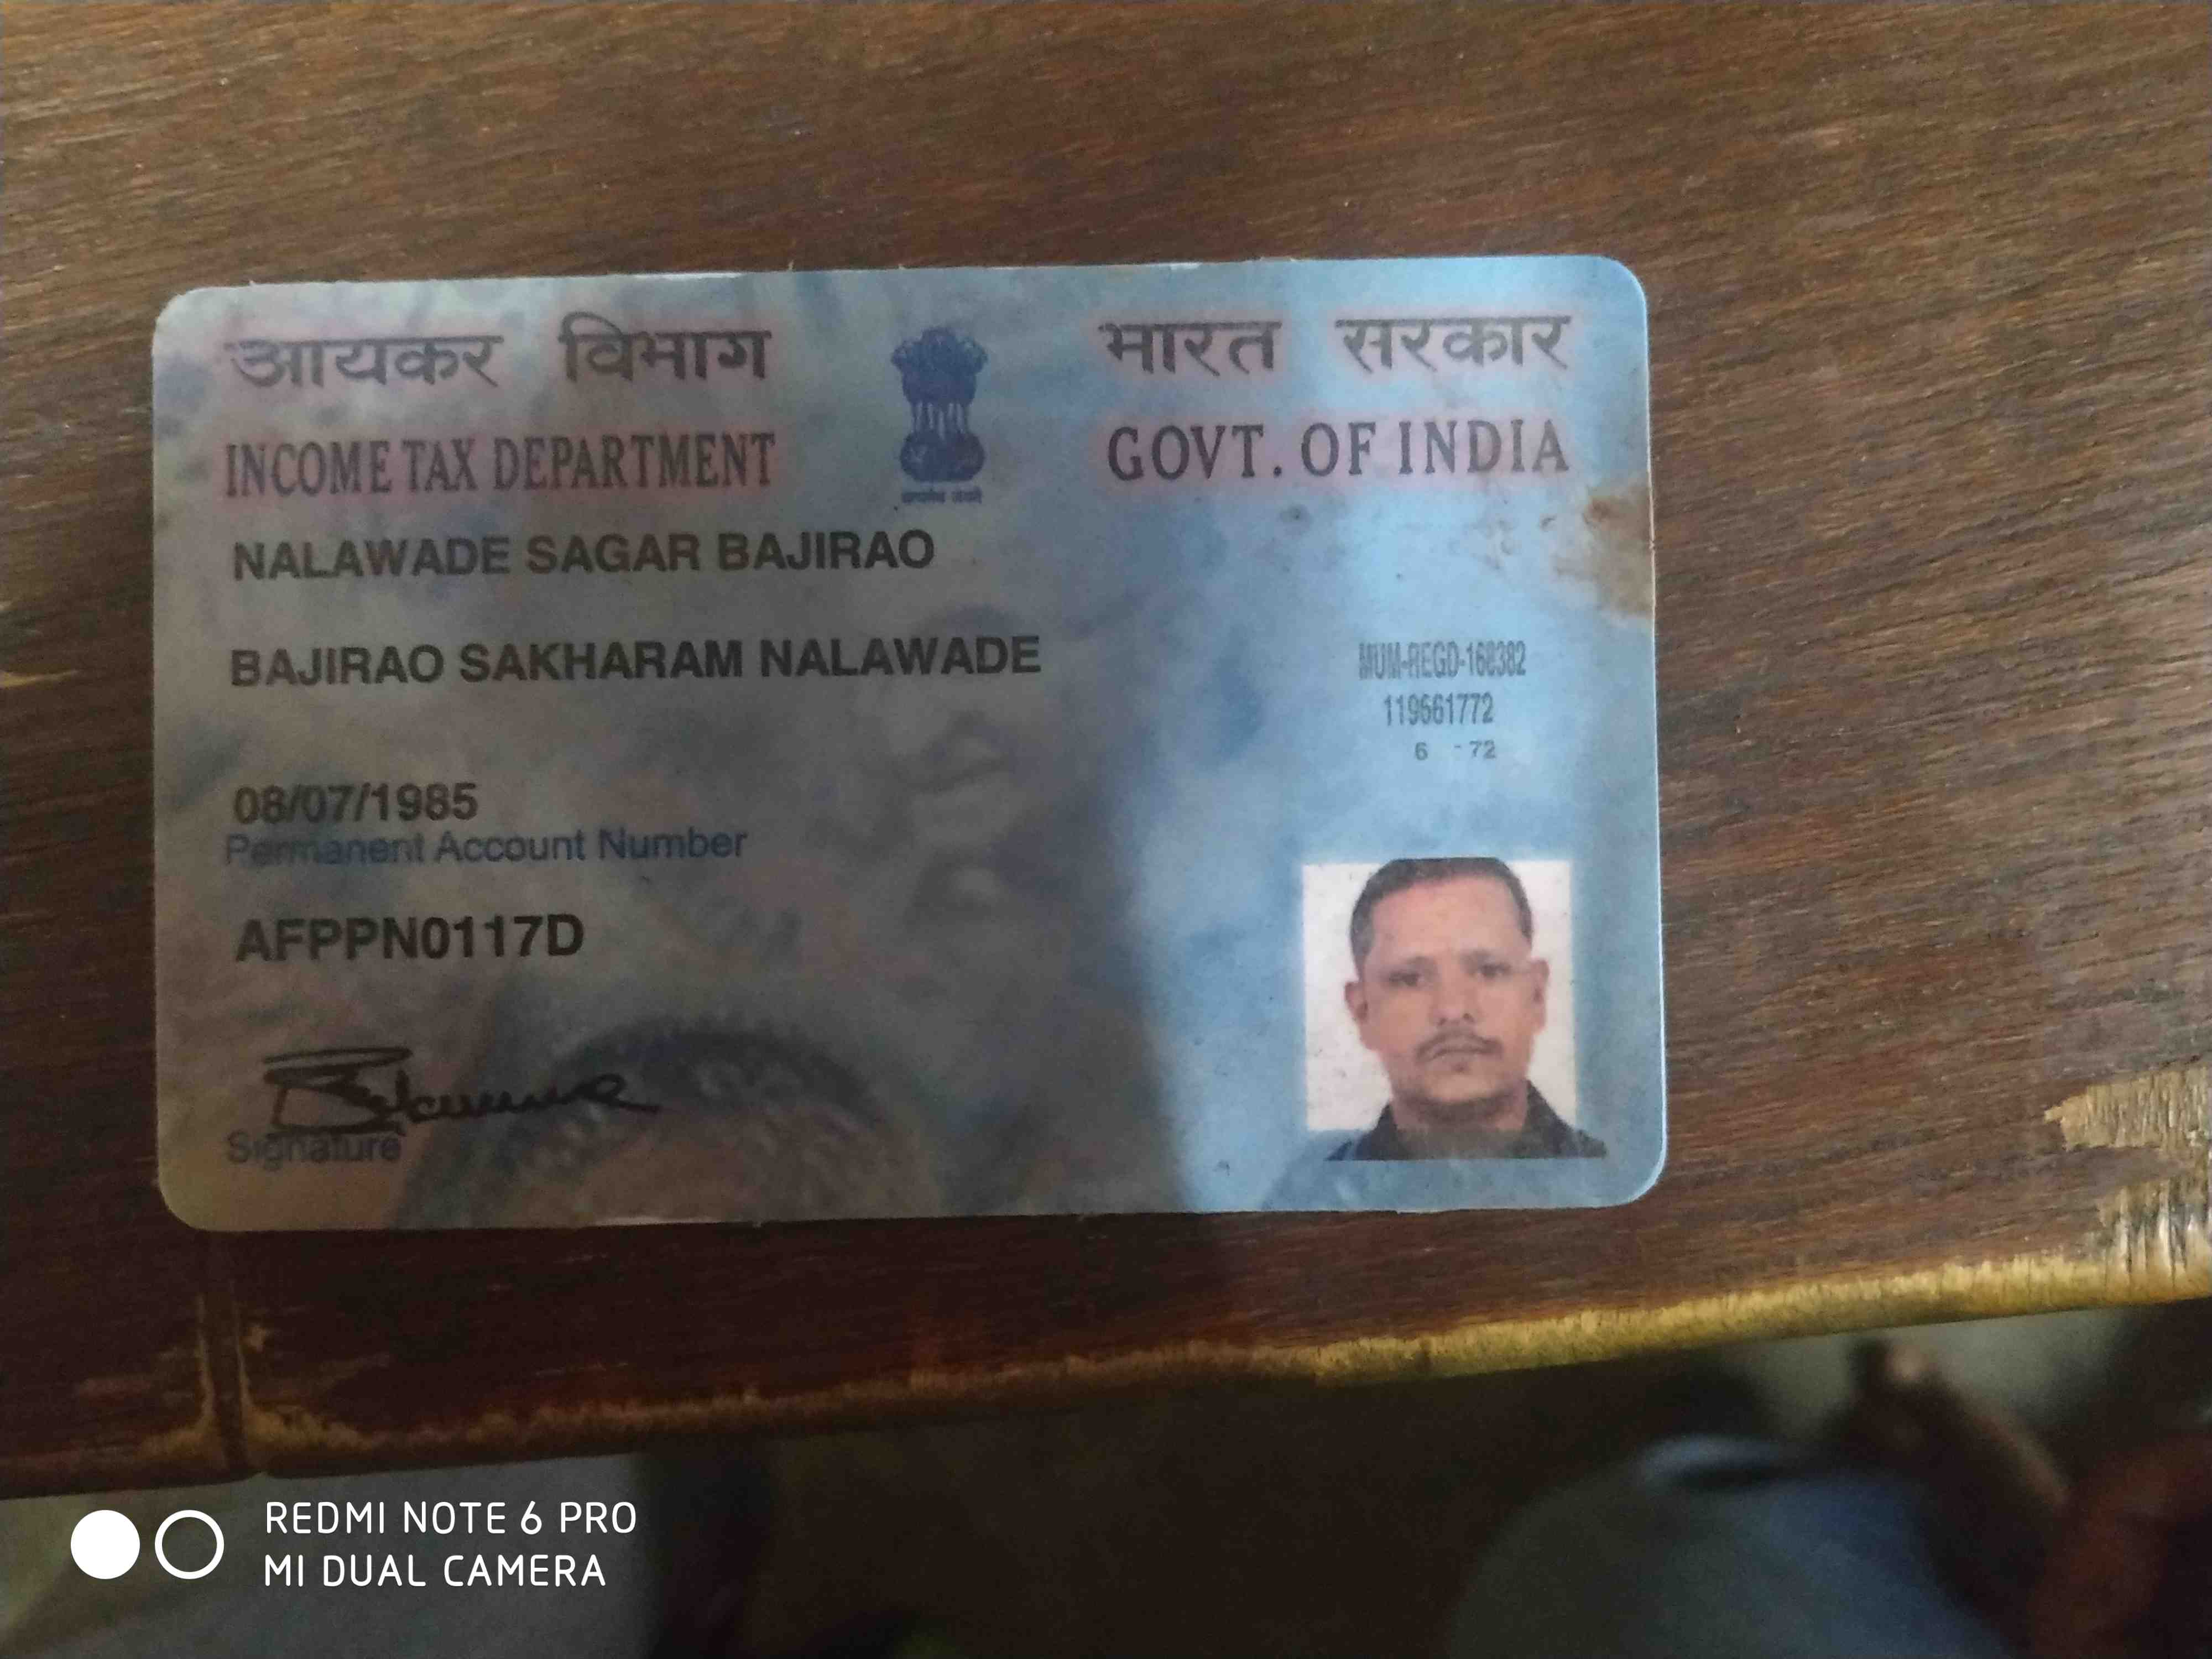 आयकर विभाग
भारत सरकार
INCOME TAX DEPARTMENT
GOVT. OF INDIA
सत्यमेव जयते
NALAWADE SAGAR BAJIRAO
BAJIRAO SAKHARAM NALAWADE
MUM-REGD-168382
119661772
6 - 72
08/07/1985
Permanent Account Number
AFPPN0117D
Signature
REDMI NOTE 6 PRO
MI DUAL CAMERA